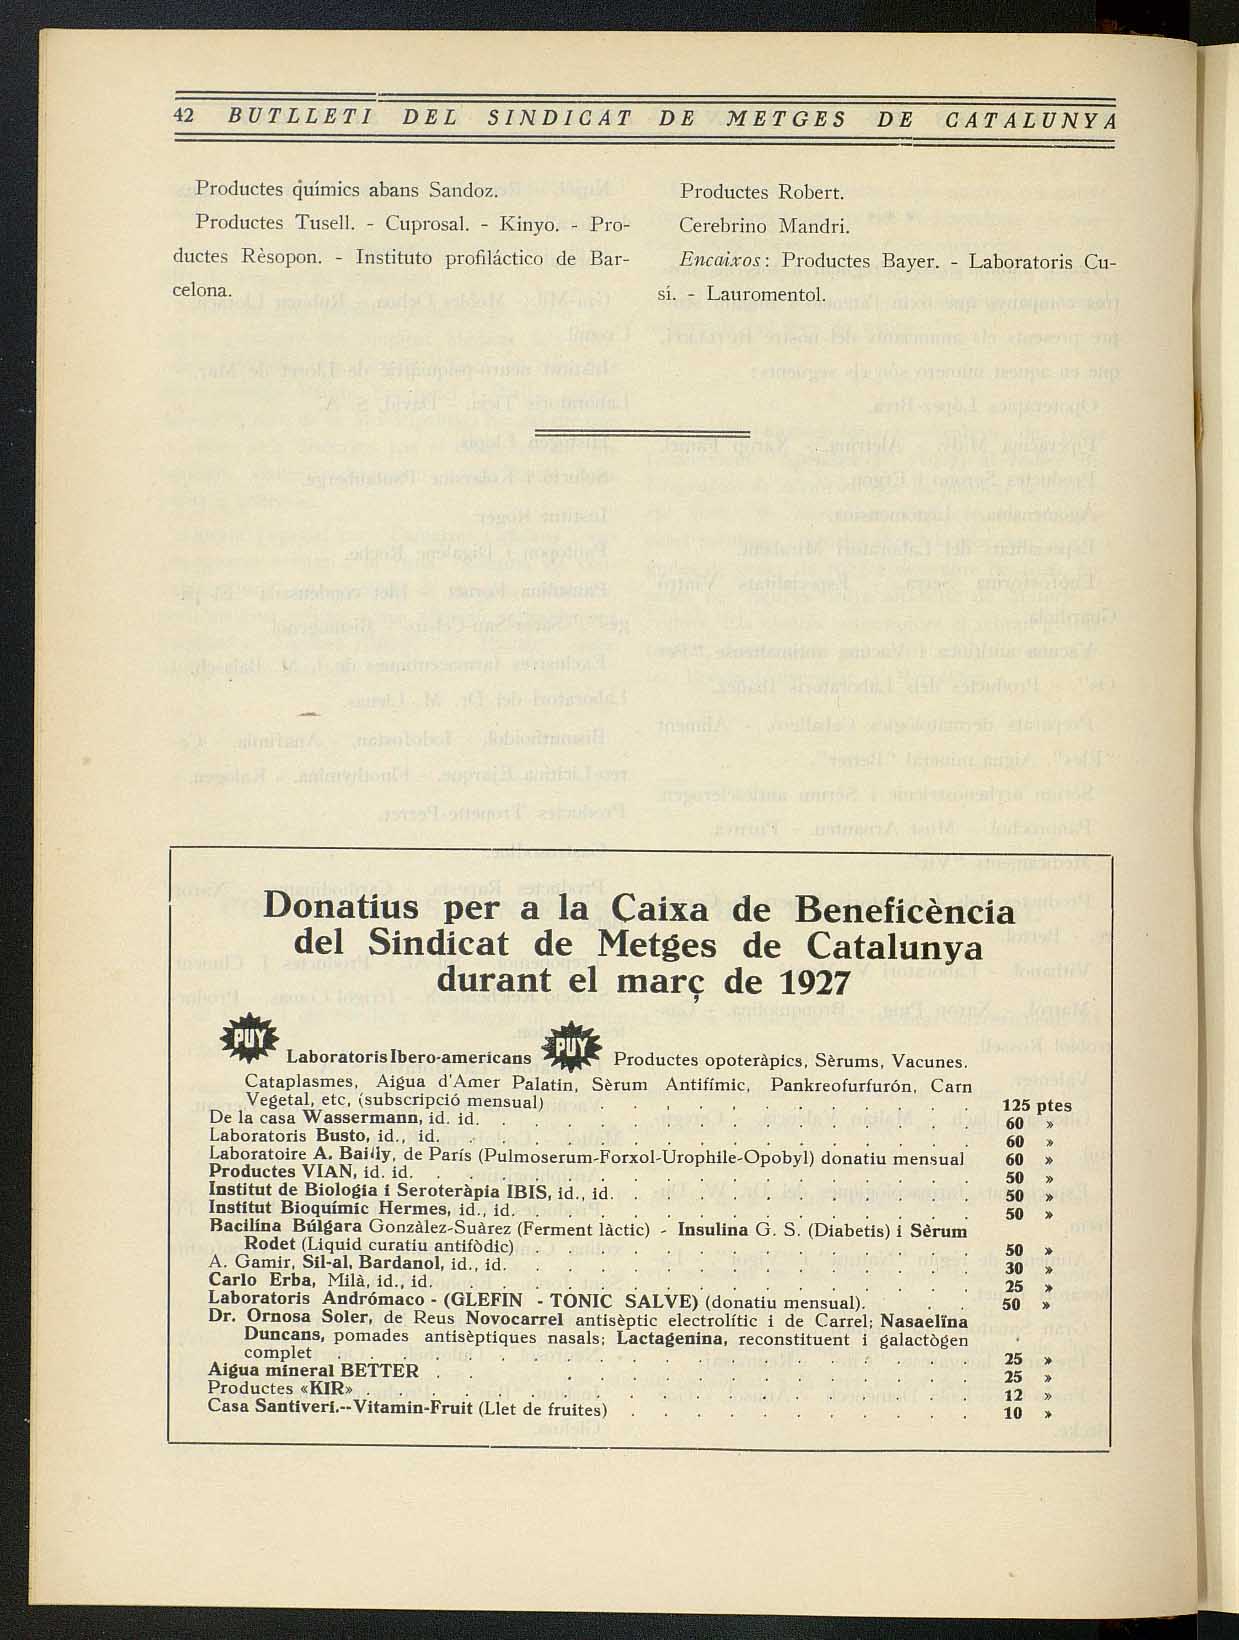 42 BUTLLETI DEL SINDICAT DE METGES DE CATALUNYA
Productes químics abans Sandoz.
Productes Tusell. - Cuprosal. - Kinyo. - Pro-
ductes Rèsopon. - Instituto profiláctico de Bar-
celona.
Productes Robert.
Cerebrino Mandri.
Encaixos: Productes Bayer. - Laboratoris Cu-
sí. - Lauromentol.
Donatius per a la Caixa de Beneficència
del Sindicat de Metges de Catalunya
durant el març de 1927
PUY Laboratoris Ibero-americans PUY Productes opoteràpics, Sèrums, Vacunes.
Cataplasmes, Aigua d'Amer Palatin, Sèrum Antifímic, Pankreofurfurón, Carn
Vegetal, etc, (subscripció mensual) . . . . . . . . . . . . 125 ptes
De la casa Wassermann, id. id. . . . . . . . . . . . . . . . 60 »
Laboratoris Busto, id., id. . . . . . . . . . . . . . . . . 60 »
Laboratoire A. Bailly, de París (Pulmoserum-Forxol-Urophile-Opobyl) donatiu mensual 60 »
Productes VIAN, id. id. . . . . . . . . . . . . . . . . . 50 »
Institut de Biologia i Seroteràpia IBIS, id., id. . . . . . . . . . . . 50 »
Institut Bioquímic Hermes, id., id. . . . . . . . . . . . . . . 50 »
Bacilina Búlgara Gonzàlez-Suàrez (Ferment làctic) - Insulina G. S. (Diabetis) i Sèrum
Rodet (Liquid curatiu antifòdic) . . . . . . . . . . . . . . 50 »
A. Gamir, Sil-al, Bardanol, id., id. . . . . . . . . . . . . . . . 30 »
Carlo Erba, Milà, id., id. . . . . . . . . . . . . . . . . 25 »
Laboratoris Andrómaco - (GLEFIN - TONIC SALVE) (donatiu mensual). . . . 50 »
Dr. Ornosa Soler, de Reus Novocarrel antisèptic electrolític i de Carrel; Nasaelina
Duncans, pomades antisèptiques nasals; Lactagenina, reconstituent i galactògen
complet . . . . . . . . . . . . . . . . . . . . 25 »
Aigua mineral BETTER . . . . . . . . . . . . . . . 25 »
Productes «KIR» . . . . . . . . . . . . . . . . . . 12 »
Casa Santiveri.--Vitamin-Fruit (Llet de fruites) . . . . . . . . . . . 10 »